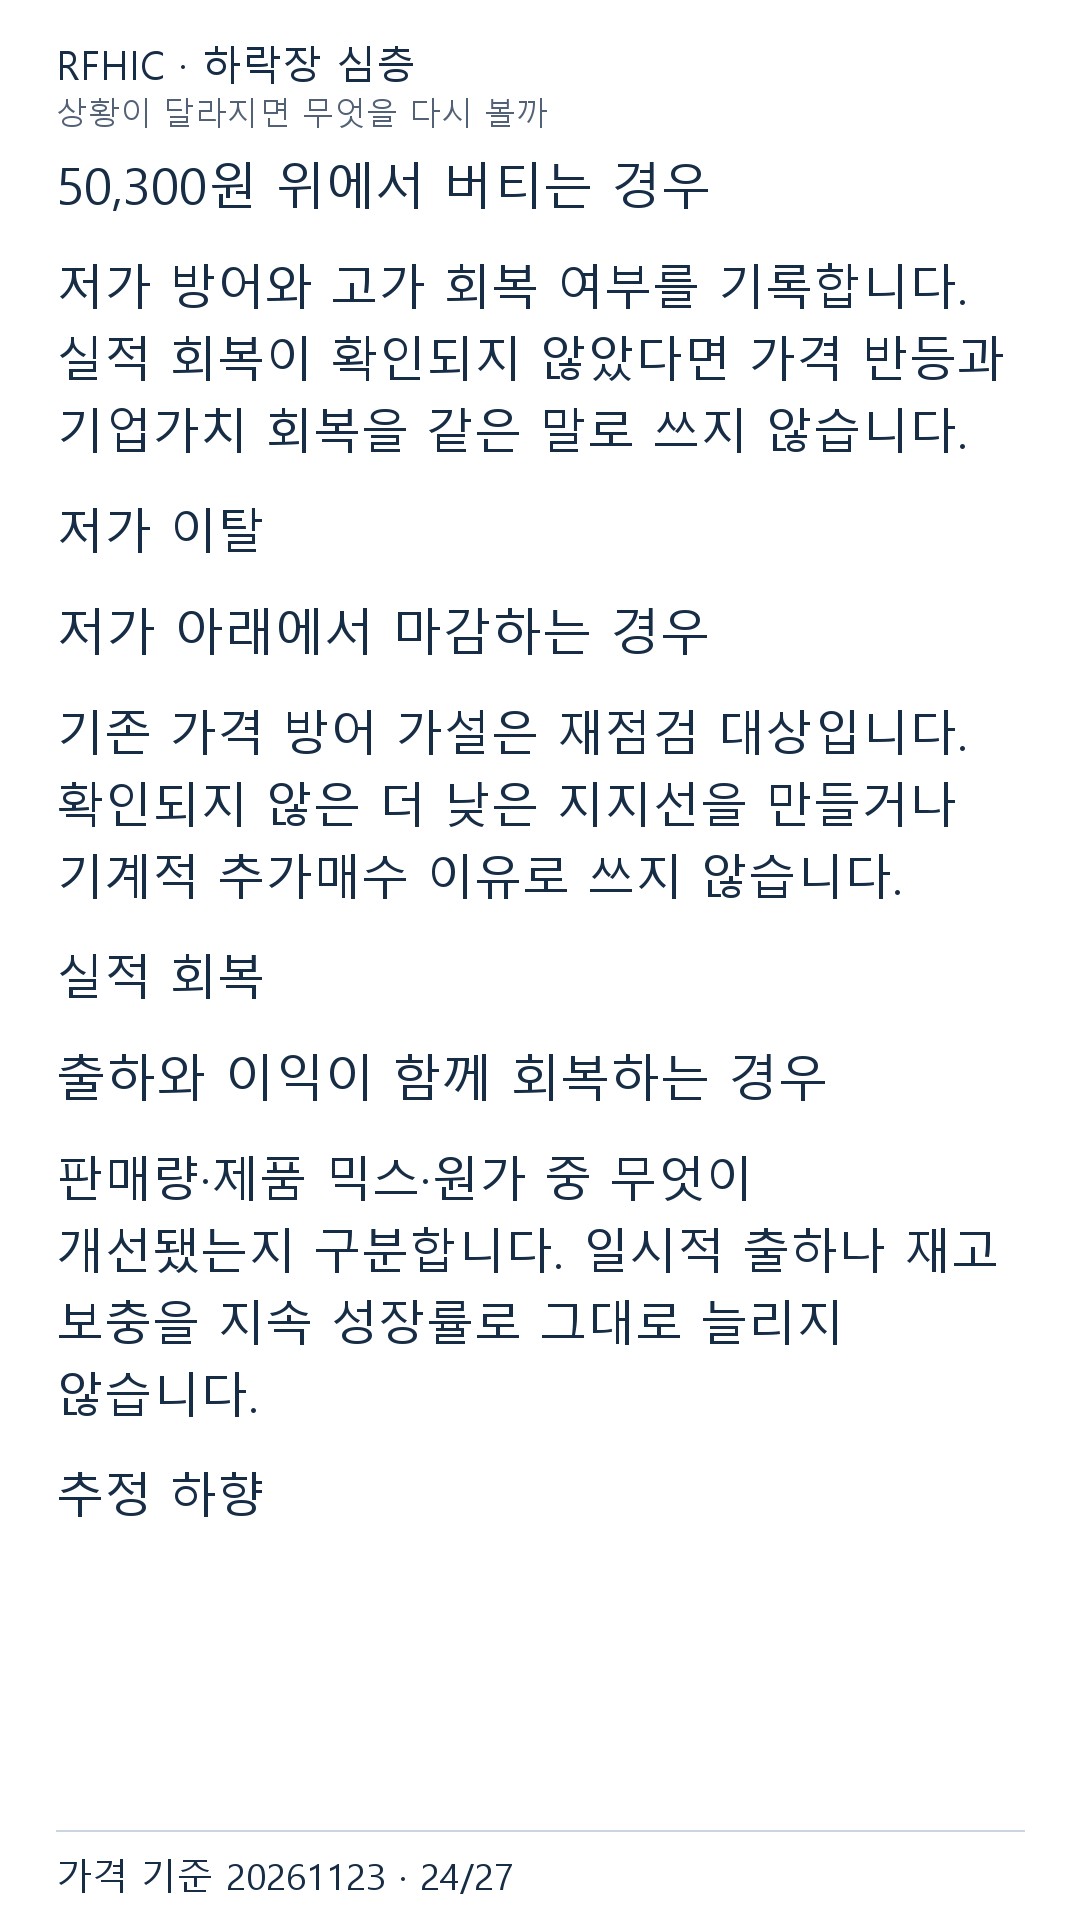 RFHIC · 하락장 심층
상황이 달라지면 무엇을 다시 볼까
50,300원 위에서 버티는 경우
저가 방어와 고가 회복 여부를 기록합니다.
실적 회복이 확인되지 않았다면 가격 반등과
기업가치 회복을 같은 말로 쓰지 않습니다.
저가 이탈
저가 아래에서 마감하는 경우
기존 가격 방어 가설은 재점검 대상입니다.
확인되지 않은 더 낮은 지지선을 만들거나
기계적 추가매수 이유로 쓰지 않습니다.
실적 회복
출하와 이익이 함께 회복하는 경우
판매량·제품 믹스·원가 중 무엇이
개선됐는지 구분합니다. 일시적 출하나 재고
보충을 지속 성장률로 그대로 늘리지
않습니다.
추정 하향
가격 기준 20261123 · 24/27